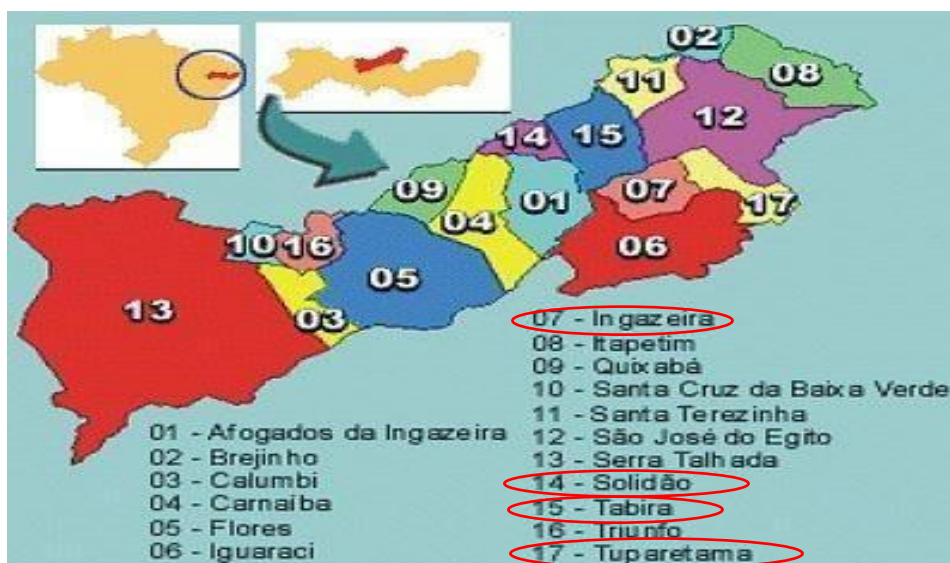 02
08
11
12
14
15
09
07
04
01
17
10
16
06
05
13
03
07 - Ingazeira
08 - Itapetim
09 - Quixabá
10 - Santa Cruz da Baixa Verde
11 - Santa Terezinha
12 - São José do Egito
13 - Serra Talhada
14 - Solidão
15 - Tabira
16 - Triunfo
17 - Tuparetama
01 - Afogados da Ingazeira
02 - Brejinho
03 - Calumbi
04 - Carnaíba
05 - Flores
06 - Iguaraci